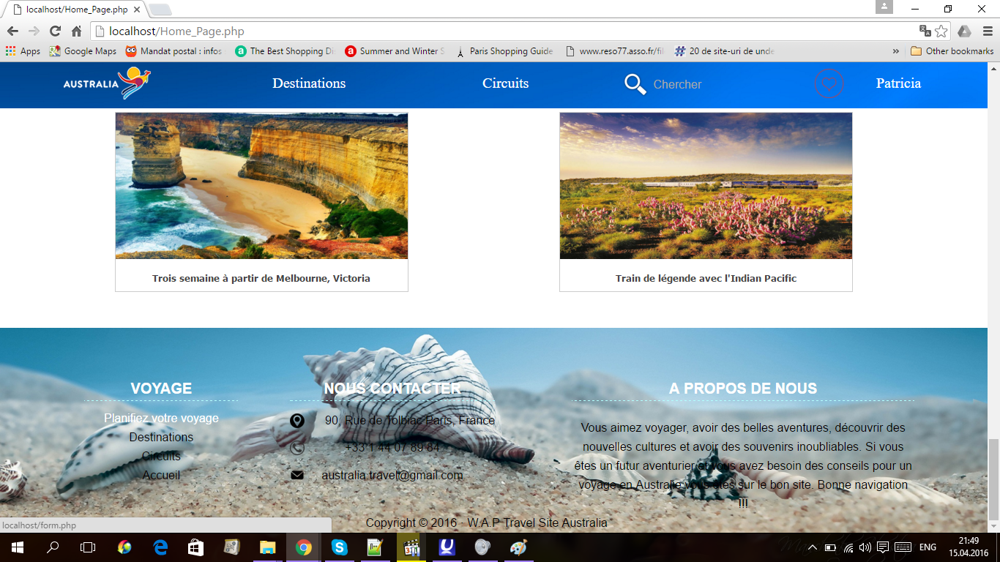 localhost/Home_Page.php
localhost/Home_Page.php
Apps Google Maps Mandat postal : infos The Best Shopping Di Summer and Winter S Paris Shopping Guide www.reso77.asso.fr/fil 20 de site-uri de unde » Other bookmarks
AUSTRALIA Destinations Circuits Chercher Patricia
Trois semaine à partir de Melbourne, Victoria
Train de légende avec l'Indian Pacific
VOYAGE
Planifiez votre voyage
Destinations
Circuits
Accueil
NOUS CONTACTER
90, Rue de Tolbiac Paris, France
+33 1 44 07 89 84
australia.travel@gmail.com
A PROPOS DE NOUS
Vous aimez voyager, avoir des belles aventures, découvrir des
nouvelles cultures et avoir des souvenirs inoubliables. Si vous
êtes un futur aventurier et vous avez besoin des conseils pour un
voyage en Australie vous êtes sur le bon site. Bonne navigation
!!!
Copyright © 2016 · W.A.P Travel Site Australia
localhost/form.php
ENG
21:49
15.04.2016